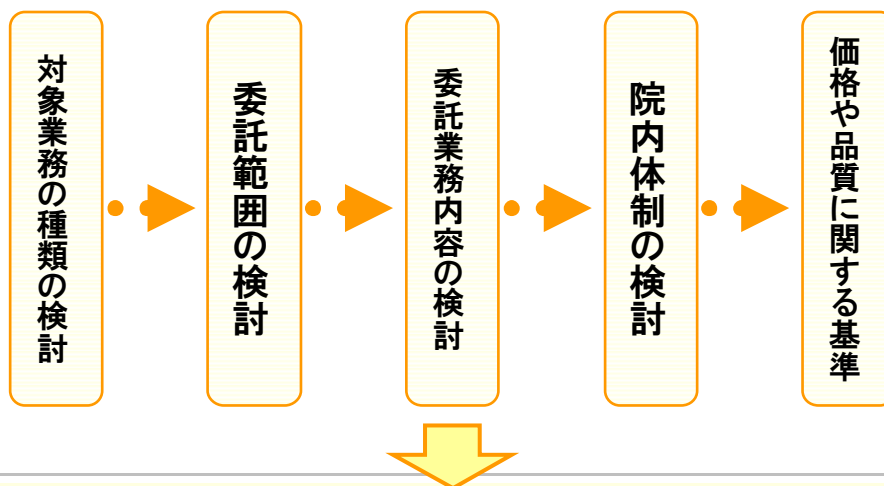 対象業務の種類の検討
委託範囲の検討
委託業務内容の検討
院内体制の検討
価格や品質に関する基準